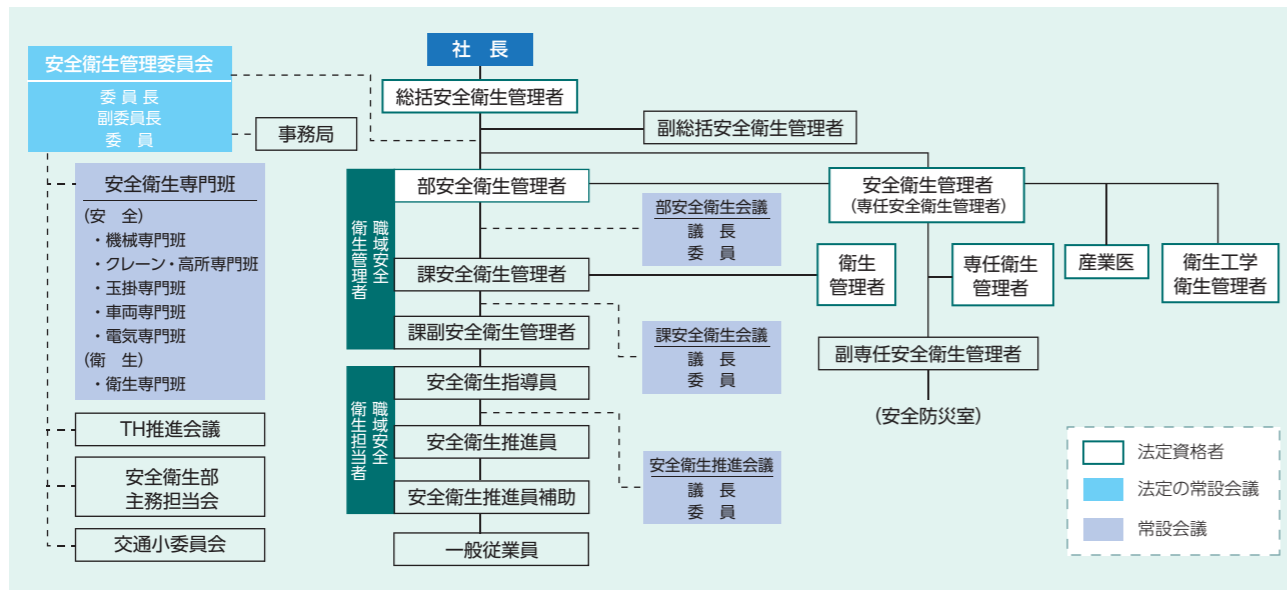 社　長
安全衛生管理委員会
委 員 長
副委員長
委　員
事務局
総括安全衛生管理者
副総括安全衛生管理者
安全衛生専門班
(安　全)
・機械専門班
・クレーン・高所専門班
・玉掛専門班
・車両専門班
・電気専門班
(衛　生)
・衛生専門班
TH推進会議
安全衛生部
主務担当会
交通小委員会
職域安全
衛生管理者
部安全衛生管理者
課安全衛生管理者
課副安全衛生管理者
職域安全
衛生担当者
安全衛生指導員
安全衛生推進員
安全衛生推進員補助
一般従業員
部安全衛生会議
議　長
委　員
課安全衛生会議
議　長
委　員
安全衛生推進会議
議　長
委　員
安全衛生管理者
(専任安全衛生管理者)
衛生
管理者
専任衛生
管理者
産業医
衛生工学
衛生管理者
副専任安全衛生管理者
(安全防災室)
法定資格者
法定の常設会議
常設会議